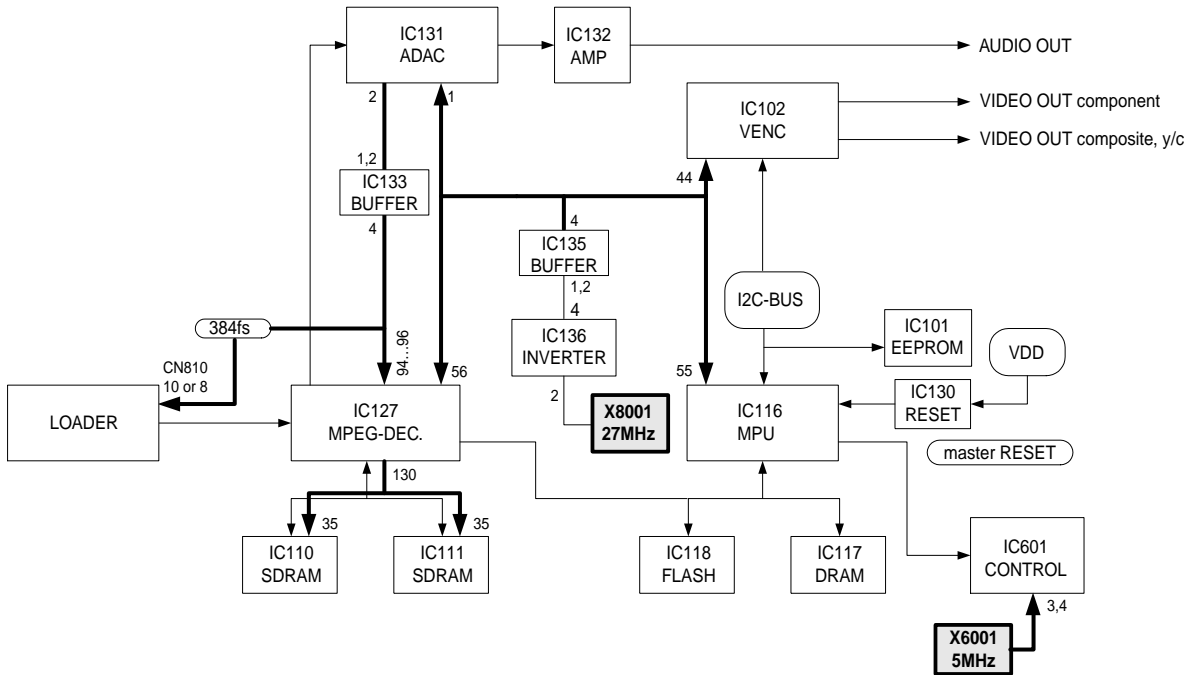 IC131
ADAC
IC132
AMP
AUDIO OUT
2
1
IC102
VENC
VIDEO OUT component
VIDEO OUT composite, y/c
1,2
IC133
BUFFER
4
44
4
IC135
BUFFER
1,2
I2C-BUS
4
IC136
INVERTER
2
384fs
94...96
CN810
10 or 8
56
55
IC101
EEPROM
VDD
IC130
RESET
LOADER
IC127
MPEG-DEC.
X8001
27MHz
IC116
MPU
master RESET
130
35
35
IC110
SDRAM
IC111
SDRAM
IC118
FLASH
IC117
DRAM
IC601
CONTROL
3,4
X6001
5MHz